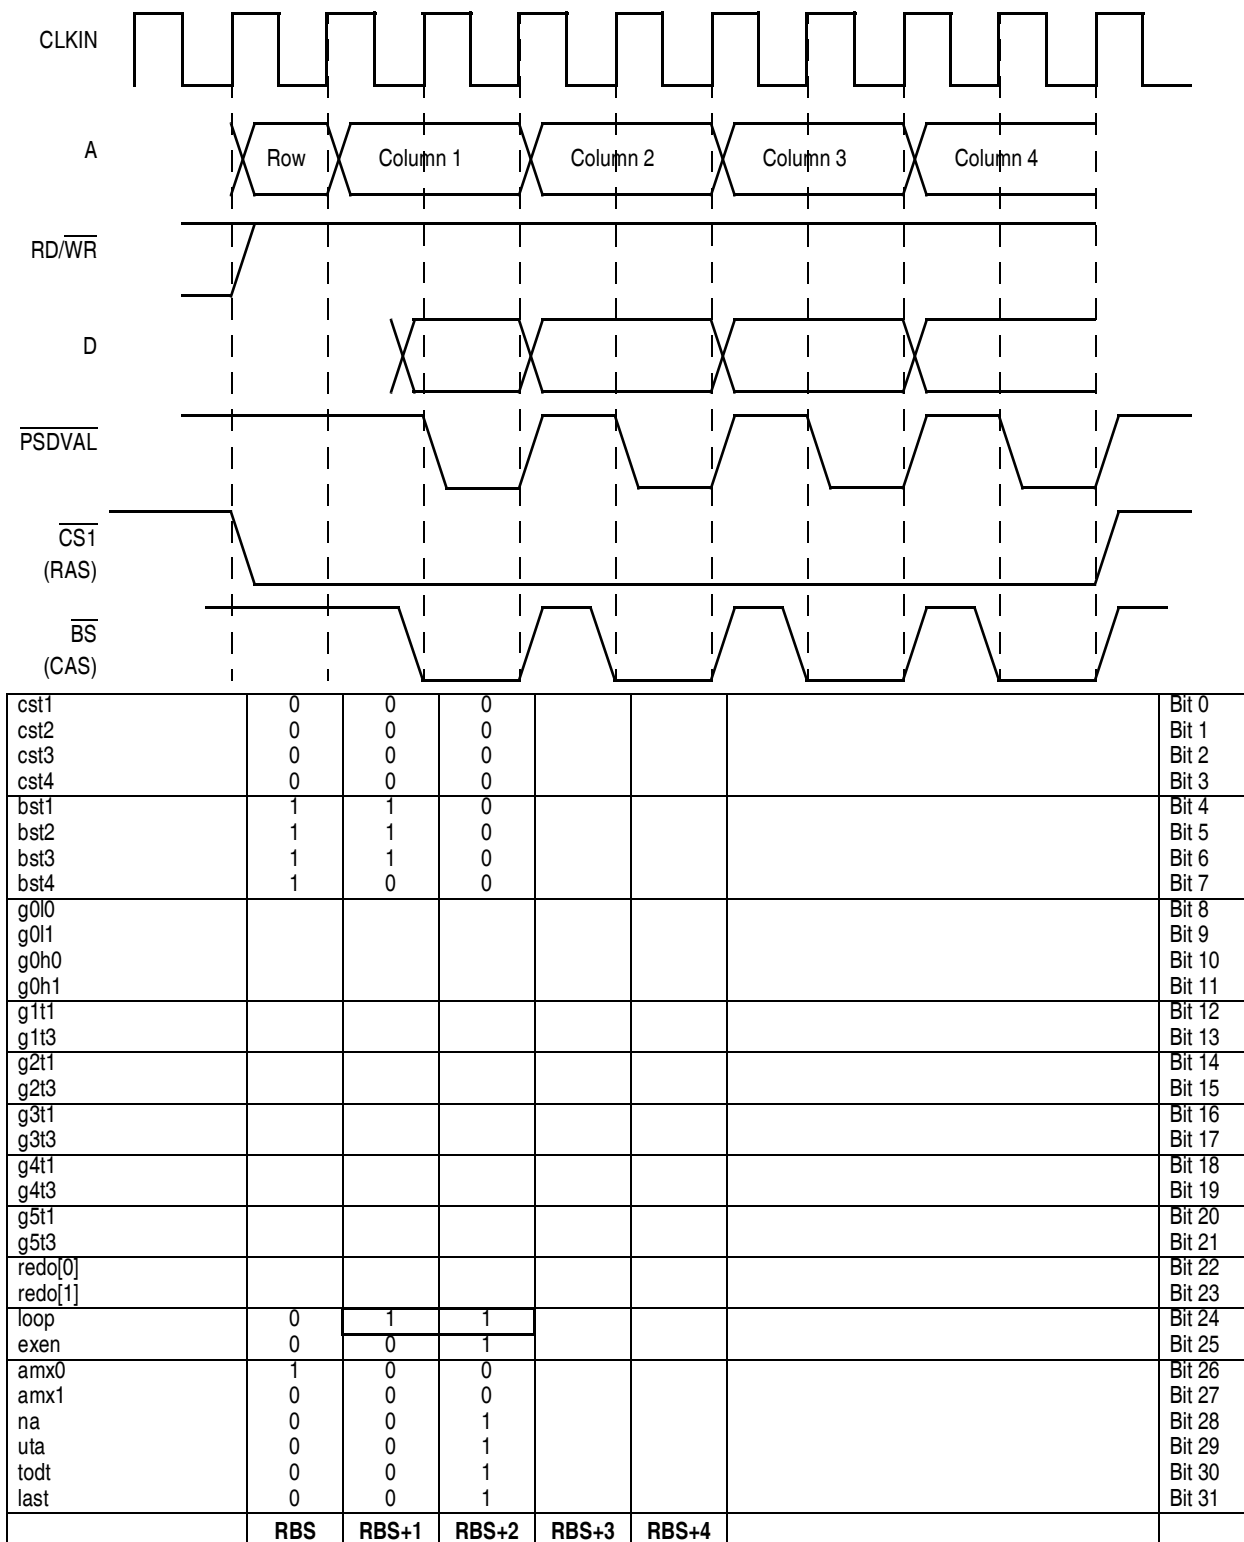 CLKIN
A
Row Column 1 Column 2 Column 3 Column 4
RD/WR
D
PSDVAL
CS1
(RAS)
BS
(CAS)
cst1 0 0 0 Bit 0
cst2 0 0 0 Bit 1
cst3 0 0 0 Bit 2
cst4 0 0 0 Bit 3
bst1 1 1 0 Bit 4
bst2 1 1 0 Bit 5
bst3 1 1 0 Bit 6
bst4 1 0 0 Bit 7
g0l0 Bit 8
g0l1 Bit 9
g0h0 Bit 10
g0h1 Bit 11
g1t1 Bit 12
g1t3 Bit 13
g2t1 Bit 14
g2t3 Bit 15
g3t1 Bit 16
g3t3 Bit 17
g4t1 Bit 18
g4t3 Bit 19
g5t1 Bit 20
g5t3 Bit 21
redo[0] Bit 22
redo[1] Bit 23
loop 0 1 1 Bit 24
exen 0 0 1 Bit 25
amx0 1 0 0 Bit 26
amx1 0 0 0 Bit 27
na 0 0 1 Bit 28
uta 0 0 1 Bit 29
todt 0 0 1 Bit 30
last 0 0 1 Bit 31
RBS RBS+1 RBS+2 RBS+3 RBS+4